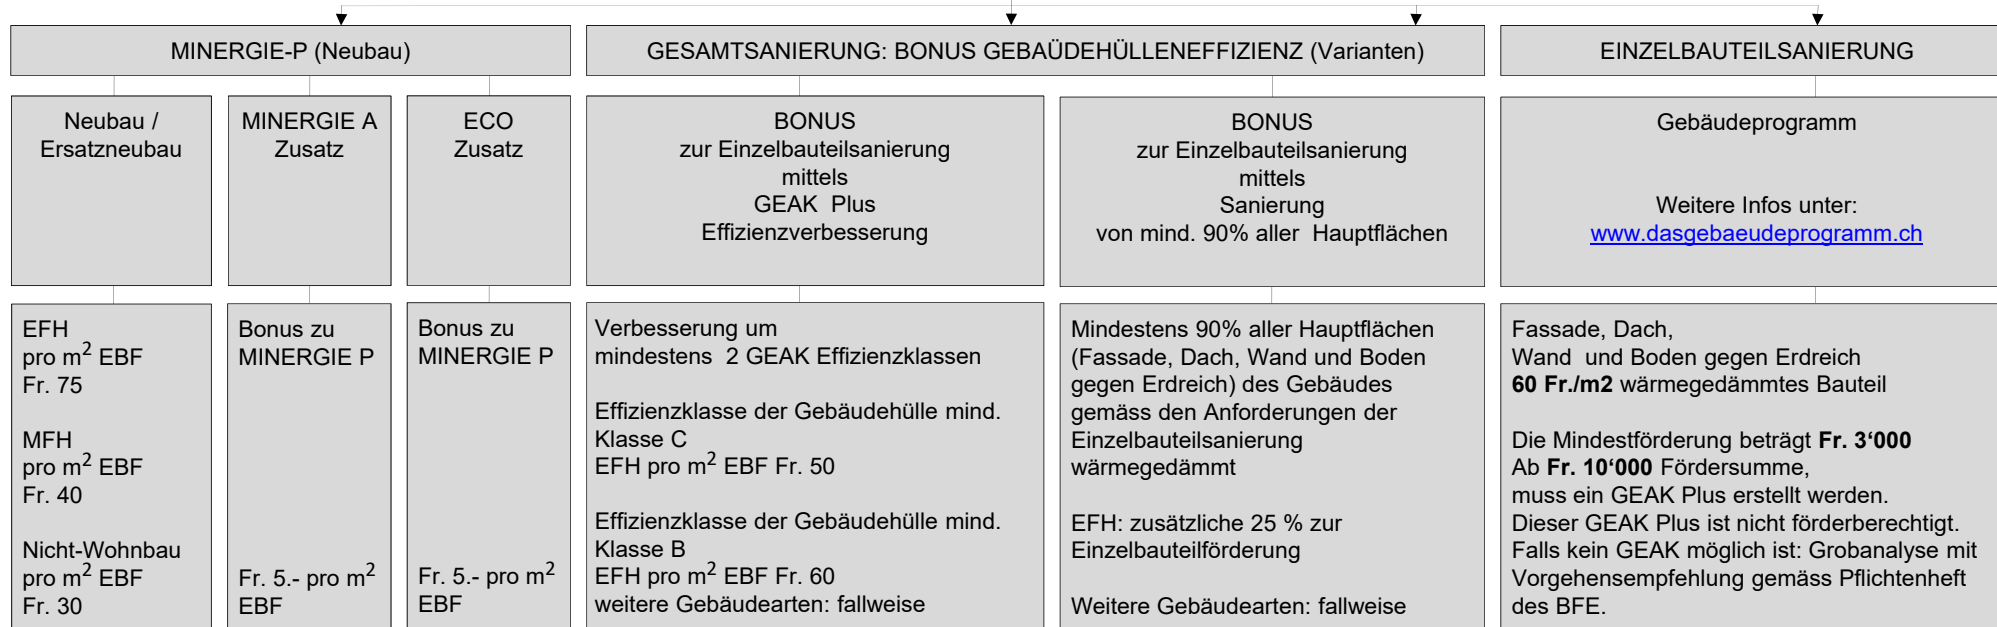 MINERGIE-P (Neubau)
GESAMTSANIERUNG: BONUS GEBAÜDEHÜLLENEFFIZIENZ (Varianten)
EINZELBAUTEILSANIERUNG
Neubau /
Ersatzneubau
MINERGIE A
Zusatz
ECO
Zusatz
BONUS
zur Einzelbauteilsanierung
mittels
GEAK Plus
Effizienzverbesserung
BONUS
zur Einzelbauteilsanierung
mittels
Sanierung
von mind. 90% aller Hauptflächen
Gebäudeprogramm
Weitere Infos unter:
www.dasgebaeudeprogramm.ch
EFH
pro m² EBF
Fr. 75
MFH
pro m² EBF
Fr. 40
Nicht-Wohnbau
pro m² EBF
Fr. 30
Bonus zu
MINERGIE P
Fr. 5.- pro m²
EBF
Bonus zu
MINERGIE P
Fr. 5.- pro m²
EBF
Verbesserung um
mindestens 2 GEAK Effizienzklassen
Effizienzklasse der Gebäudehülle mind.
Klasse C
EFH pro m² EBF Fr. 50
Effizienzklasse der Gebäudehülle mind.
Klasse B
EFH pro m² EBF Fr. 60
weitere Gebäudearten: fallweise
Mindestens 90% aller Hauptflächen
(Fassade, Dach, Wand und Boden
gegen Erdreich) des Gebäudes
gemäss den Anforderungen der
Einzelbauteilsanierung
wärmegedämmt
EFH: zusätzliche 25 % zur
Einzelbauteilförderung
Weitere Gebäudearten: fallweise
Fassade, Dach,
Wand und Boden gegen Erdreich
60 Fr./m2 wärmegedämmtes Bauteil
Die Mindestförderung beträgt Fr. 3‘000
Ab Fr. 10‘000 Fördersumme,
muss ein GEAK Plus erstellt werden.
Dieser GEAK Plus ist nicht förderberechtigt.
Falls kein GEAK möglich ist: Grobanalyse mit
Vorgehensempfehlung gemäss Pflichtenheft
des BFE.